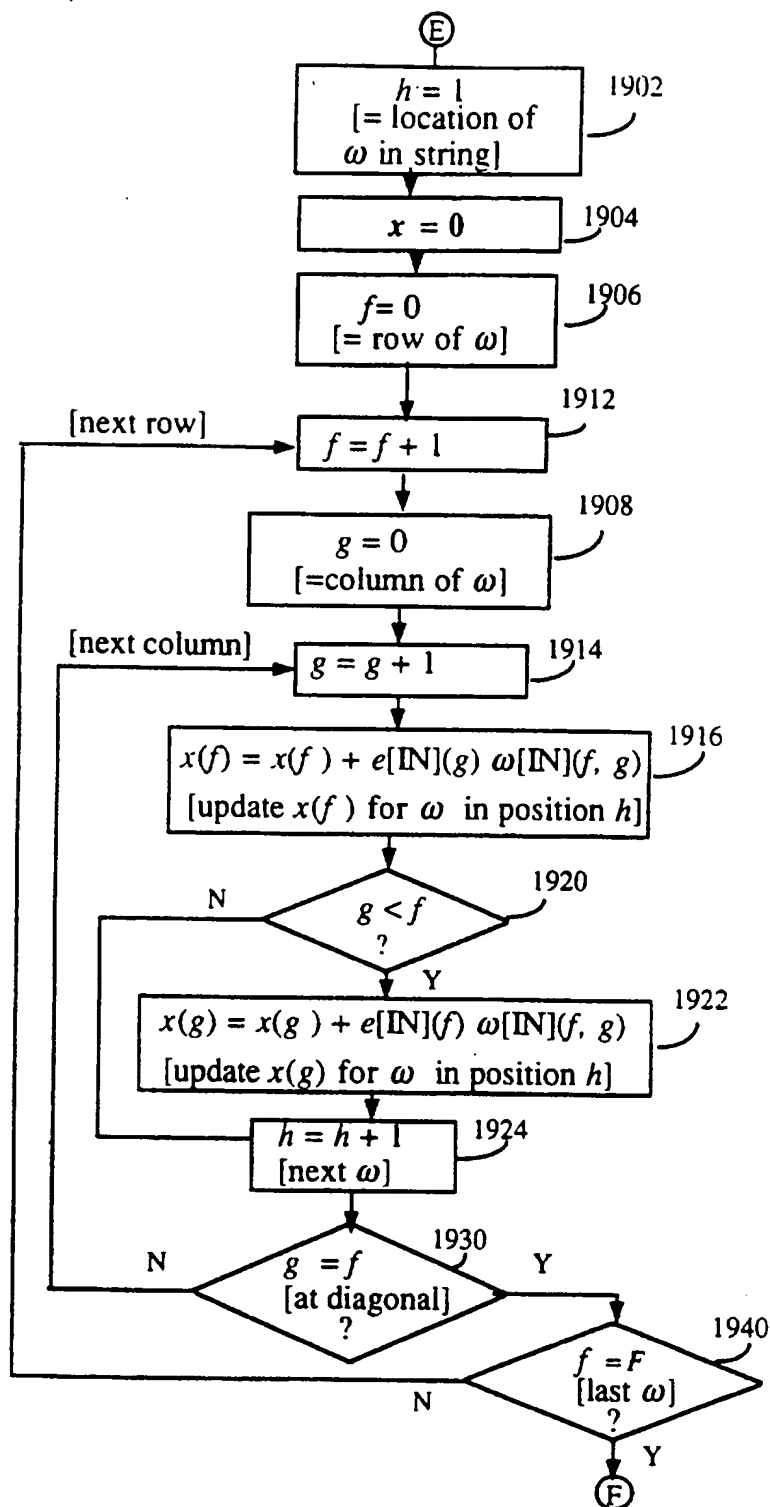 E
h = 1
[= location of
ω in string]
1902
x = 0
1904
f= 0
[= row of ω]
1906
[next row]
f = f + 1
1912
g = 0
[=column of ω]
1908
[next column]
g = g + 1
1914
x(f) = x(f ) + e[IN](g) ω[IN](f, g)
[update x(f ) for ω in position h]
1916
N
g < f
?
1920
Y
x(g) = x(g ) + e[IN](f) ω[IN](f, g)
[update x(g) for ω in position h]
1922
h = h + 1
[next ω]
1924
N
g = f
[at diagonal]
?
1930
Y
f = F
[last ω]
?
1940
N
Y
F